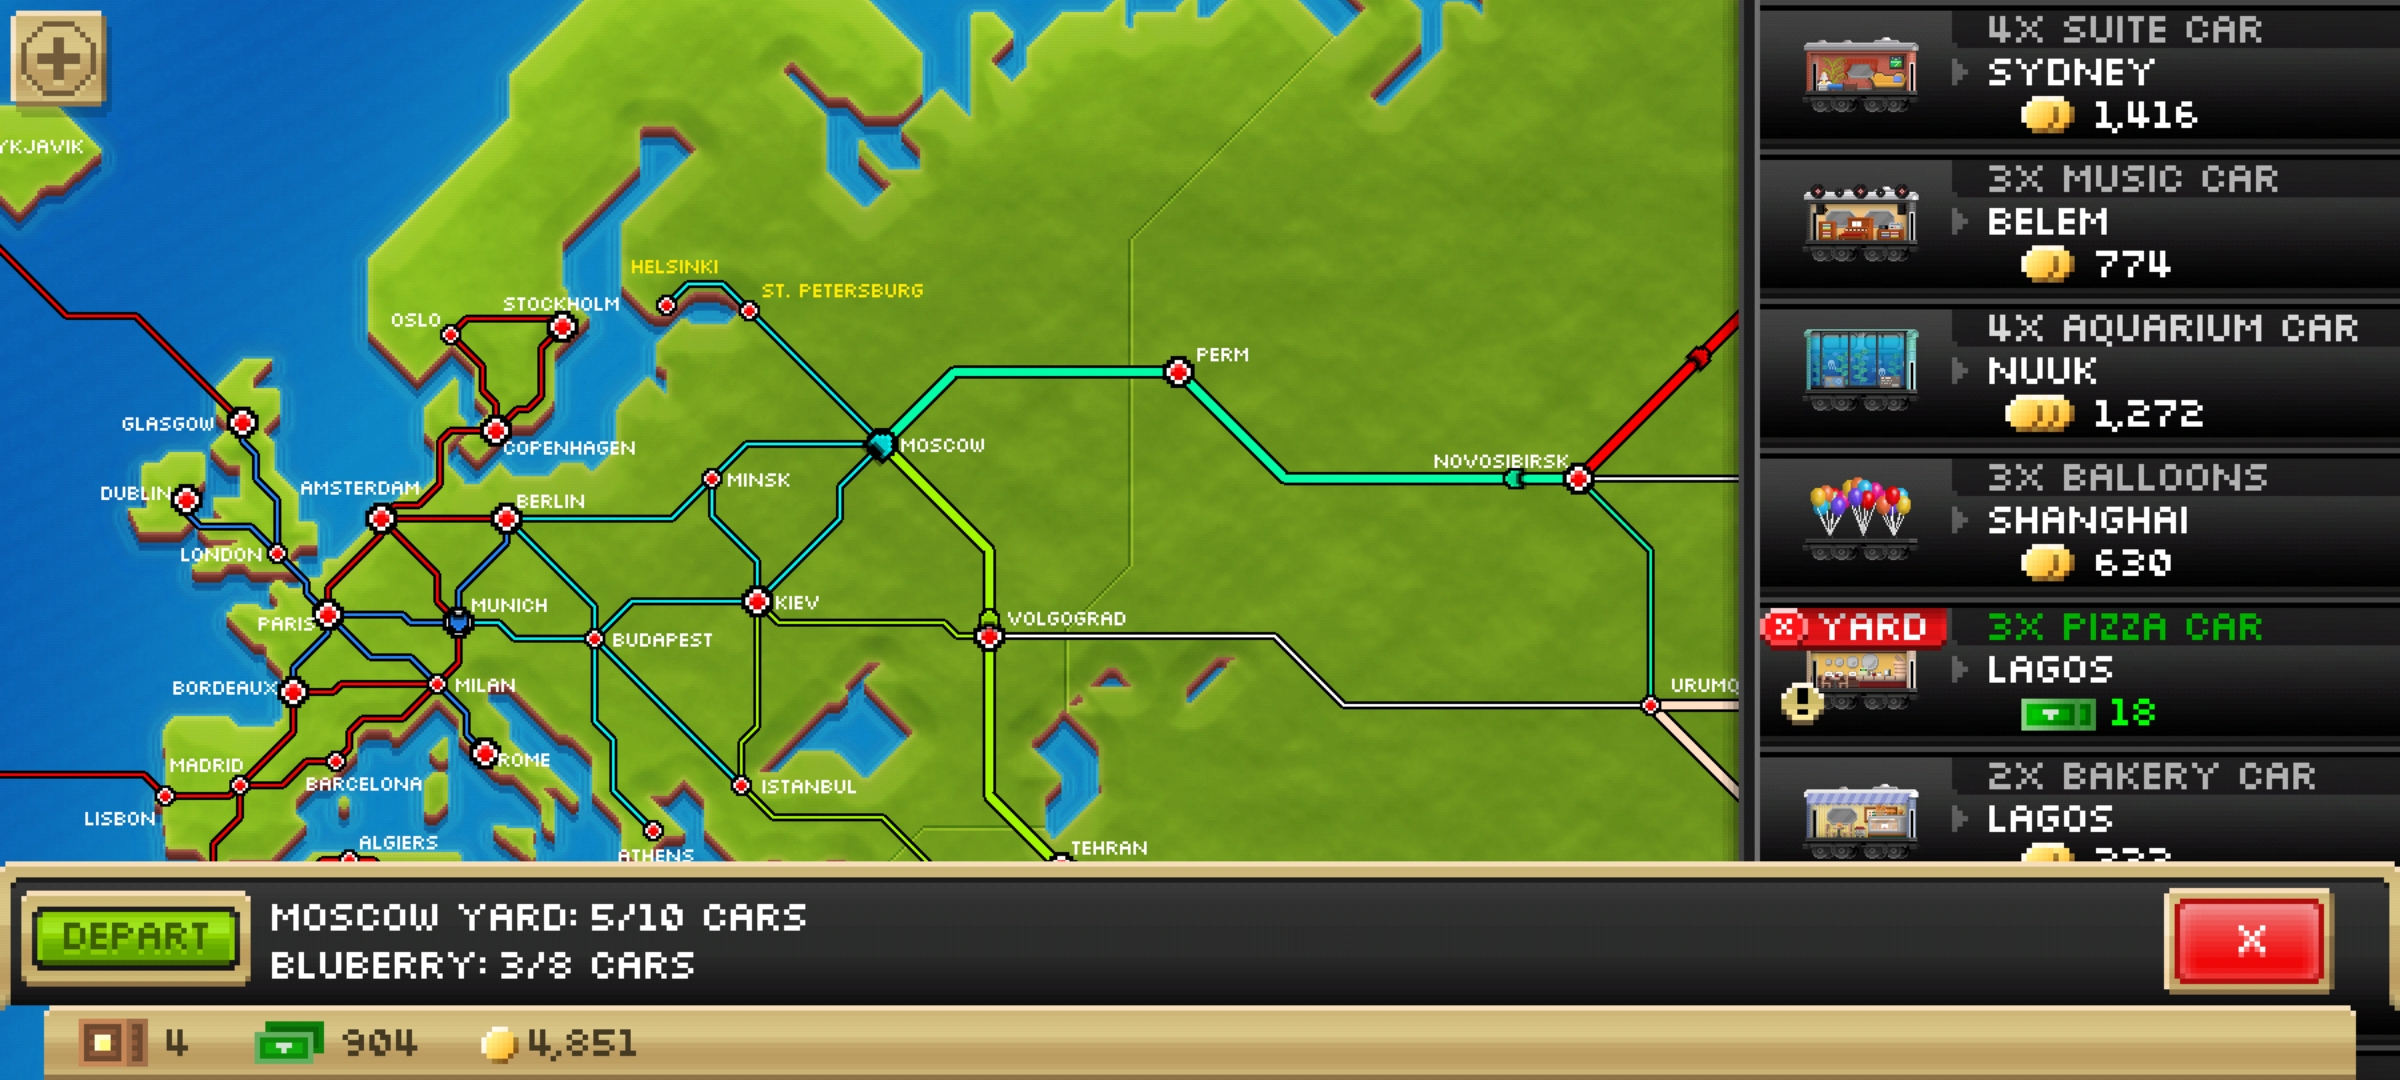 YKJAVIK
HELSINKI
ST. PETERSBURG
STOCKHOLM
OSLO
PERM
GLASGOW
COPENHAGEN
MOSCOW
NOVOSIBIRSK
MINSK
DUBLIN
AMSTERDAM
BERLIN
LONDON
MUNICH
KIEV
PARIS
VOLGOGRAD
BUDAPEST
BORDEAUX
MILAN
URUMQ
ROME
MADRID
BARCELONA
ISTANBUL
LISBON
ALGIERS
ATHENS
TEHRAN
4X SUITE CAR
SYDNEY
1,416
3X MUSIC CAR
BELEM
774
4X AQUARIUM CAR
NUUK
1,272
3X BALLOONS
SHANGHAI
630
X YARD
3X PIZZA CAR
LAGOS
18
2X BAKERY CAR
LAGOS
DEPART
MOSCOW YARD: 5/10 CARS
BLUBERRY: 3/8 CARS
X
4
904
4,851